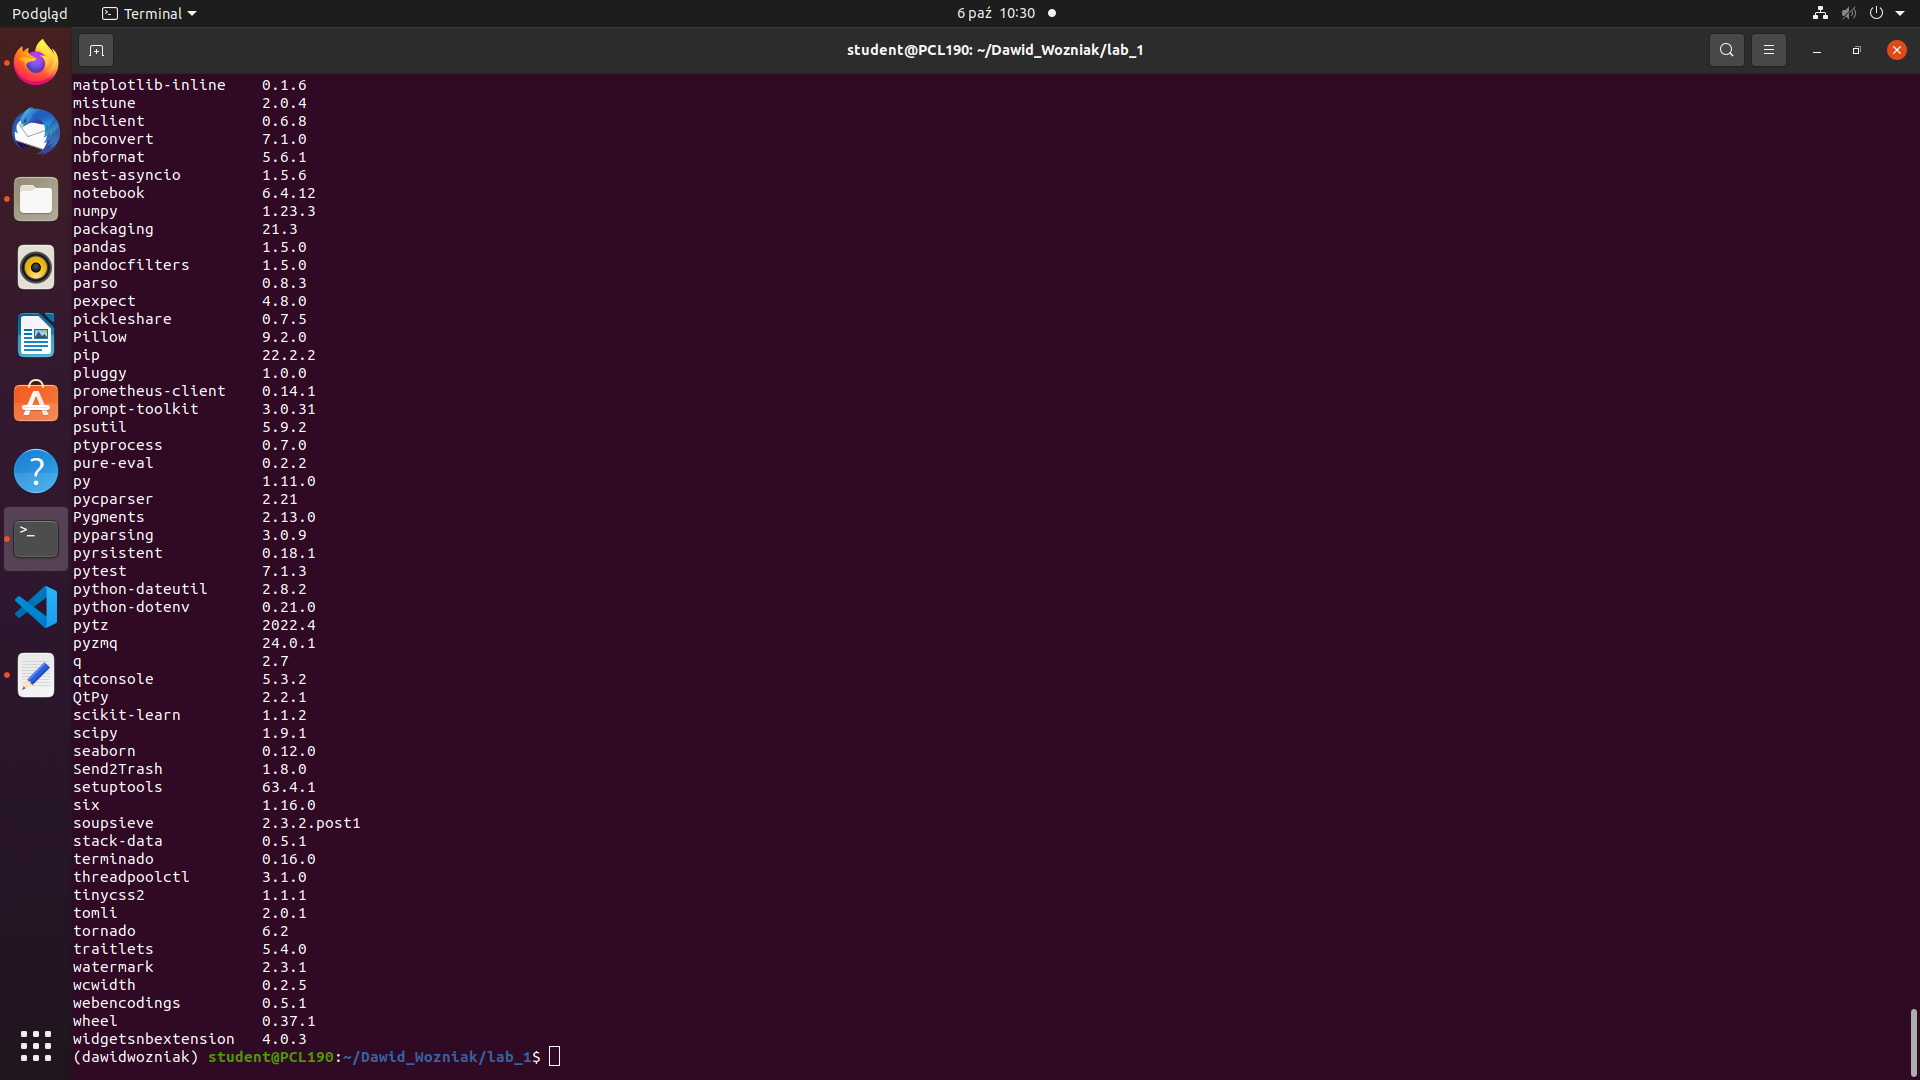 Podgląd
Terminal
6 paź 10:30
student@PCL190: ~/Dawid_Wozniak/lab_1
matplotlib-inline 0.1.6
mistune 2.0.4
nbclient 0.6.8
nbconvert 7.1.0
nbformat 5.6.1
nest-asyncio 1.5.6
notebook 6.4.12
numpy 1.23.3
packaging 21.3
pandas 1.5.0
pandocfilters 1.5.0
parso 0.8.3
pexpect 4.8.0
pickleshare 0.7.5
Pillow 9.2.0
pip 22.2.2
pluggy 1.0.0
prometheus-client 0.14.1
prompt-toolkit 3.0.31
psutil 5.9.2
ptyprocess 0.7.0
pure-eval 0.2.2
py 1.11.0
pycparser 2.21
Pygments 2.13.0
pyparsing 3.0.9
pyrsistent 0.18.1
pytest 7.1.3
python-dateutil 2.8.2
python-dotenv 0.21.0
pytz 2022.4
pyzmq 24.0.1
q 2.7
qtconsole 5.3.2
QtPy 2.2.1
scikit-learn 1.1.2
scipy 1.9.1
seaborn 0.12.0
Send2Trash 1.8.0
setuptools 63.4.1
six 1.16.0
soupsieve 2.3.2.post1
stack-data 0.5.1
terminado 0.16.0
threadpoolctl 3.1.0
tinycss2 1.1.1
tomli 2.0.1
tornado 6.2
traitlets 5.4.0
watermark 2.3.1
wcwidth 0.2.5
webencodings 0.5.1
wheel 0.37.1
widgetsnbextension 4.0.3
(dawidwozniak) student@PCL190:~/Dawid_Wozniak/lab_1$